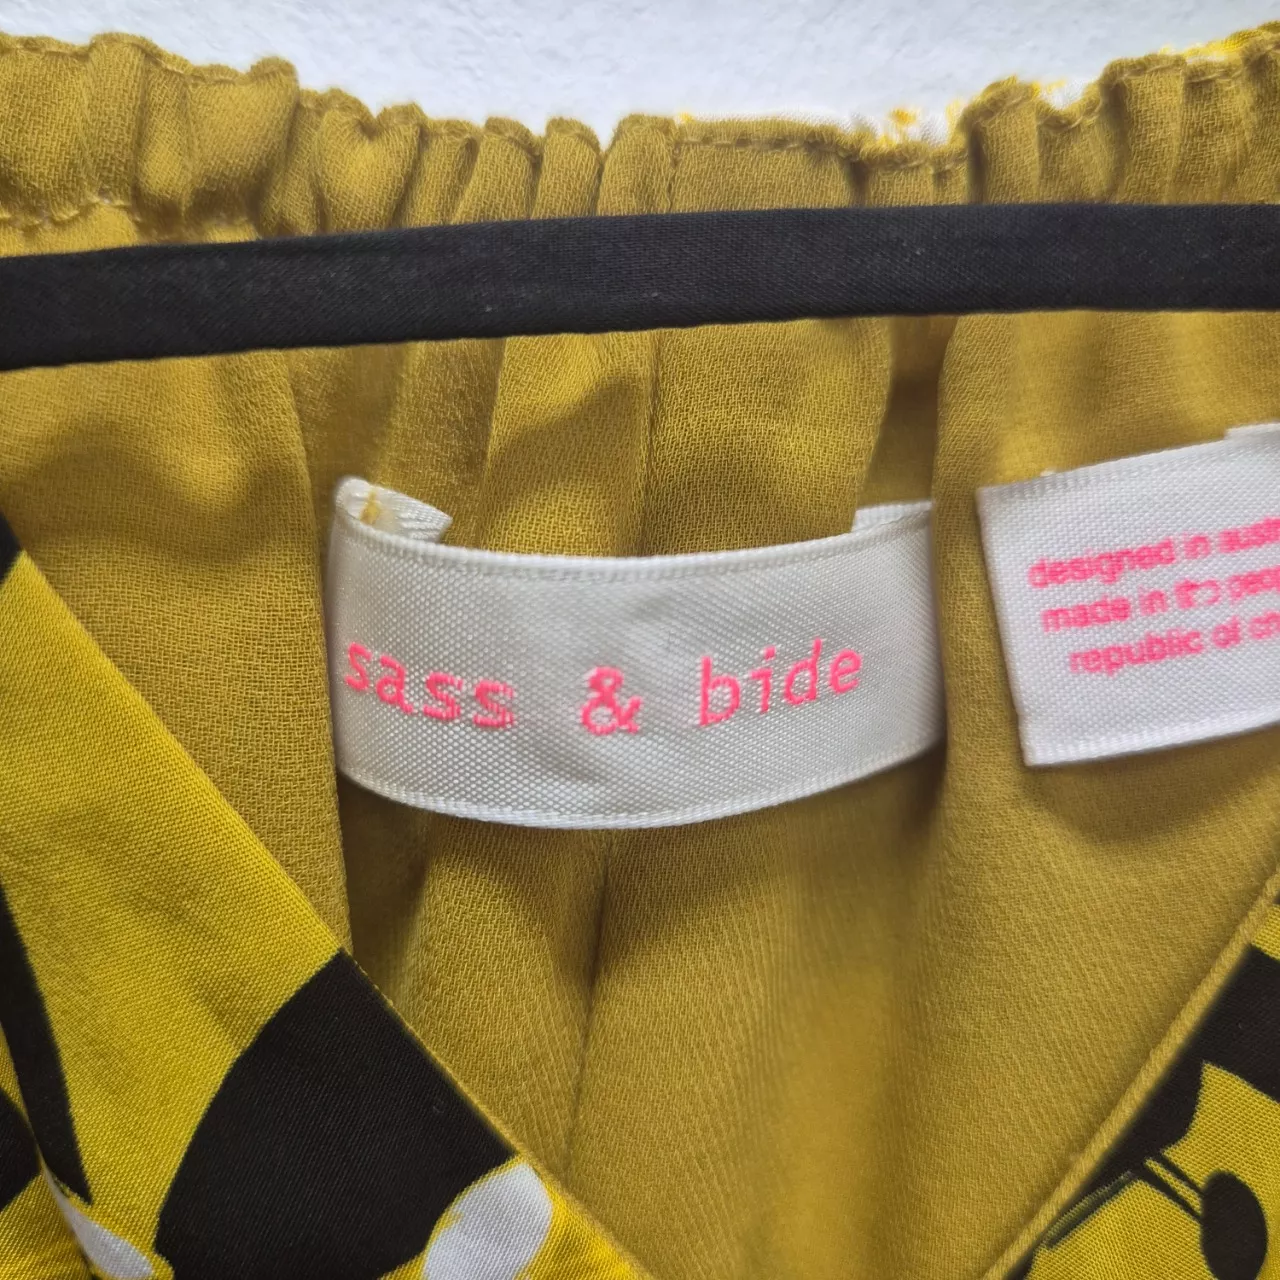 sass & bide
designed in
made in the
republic of